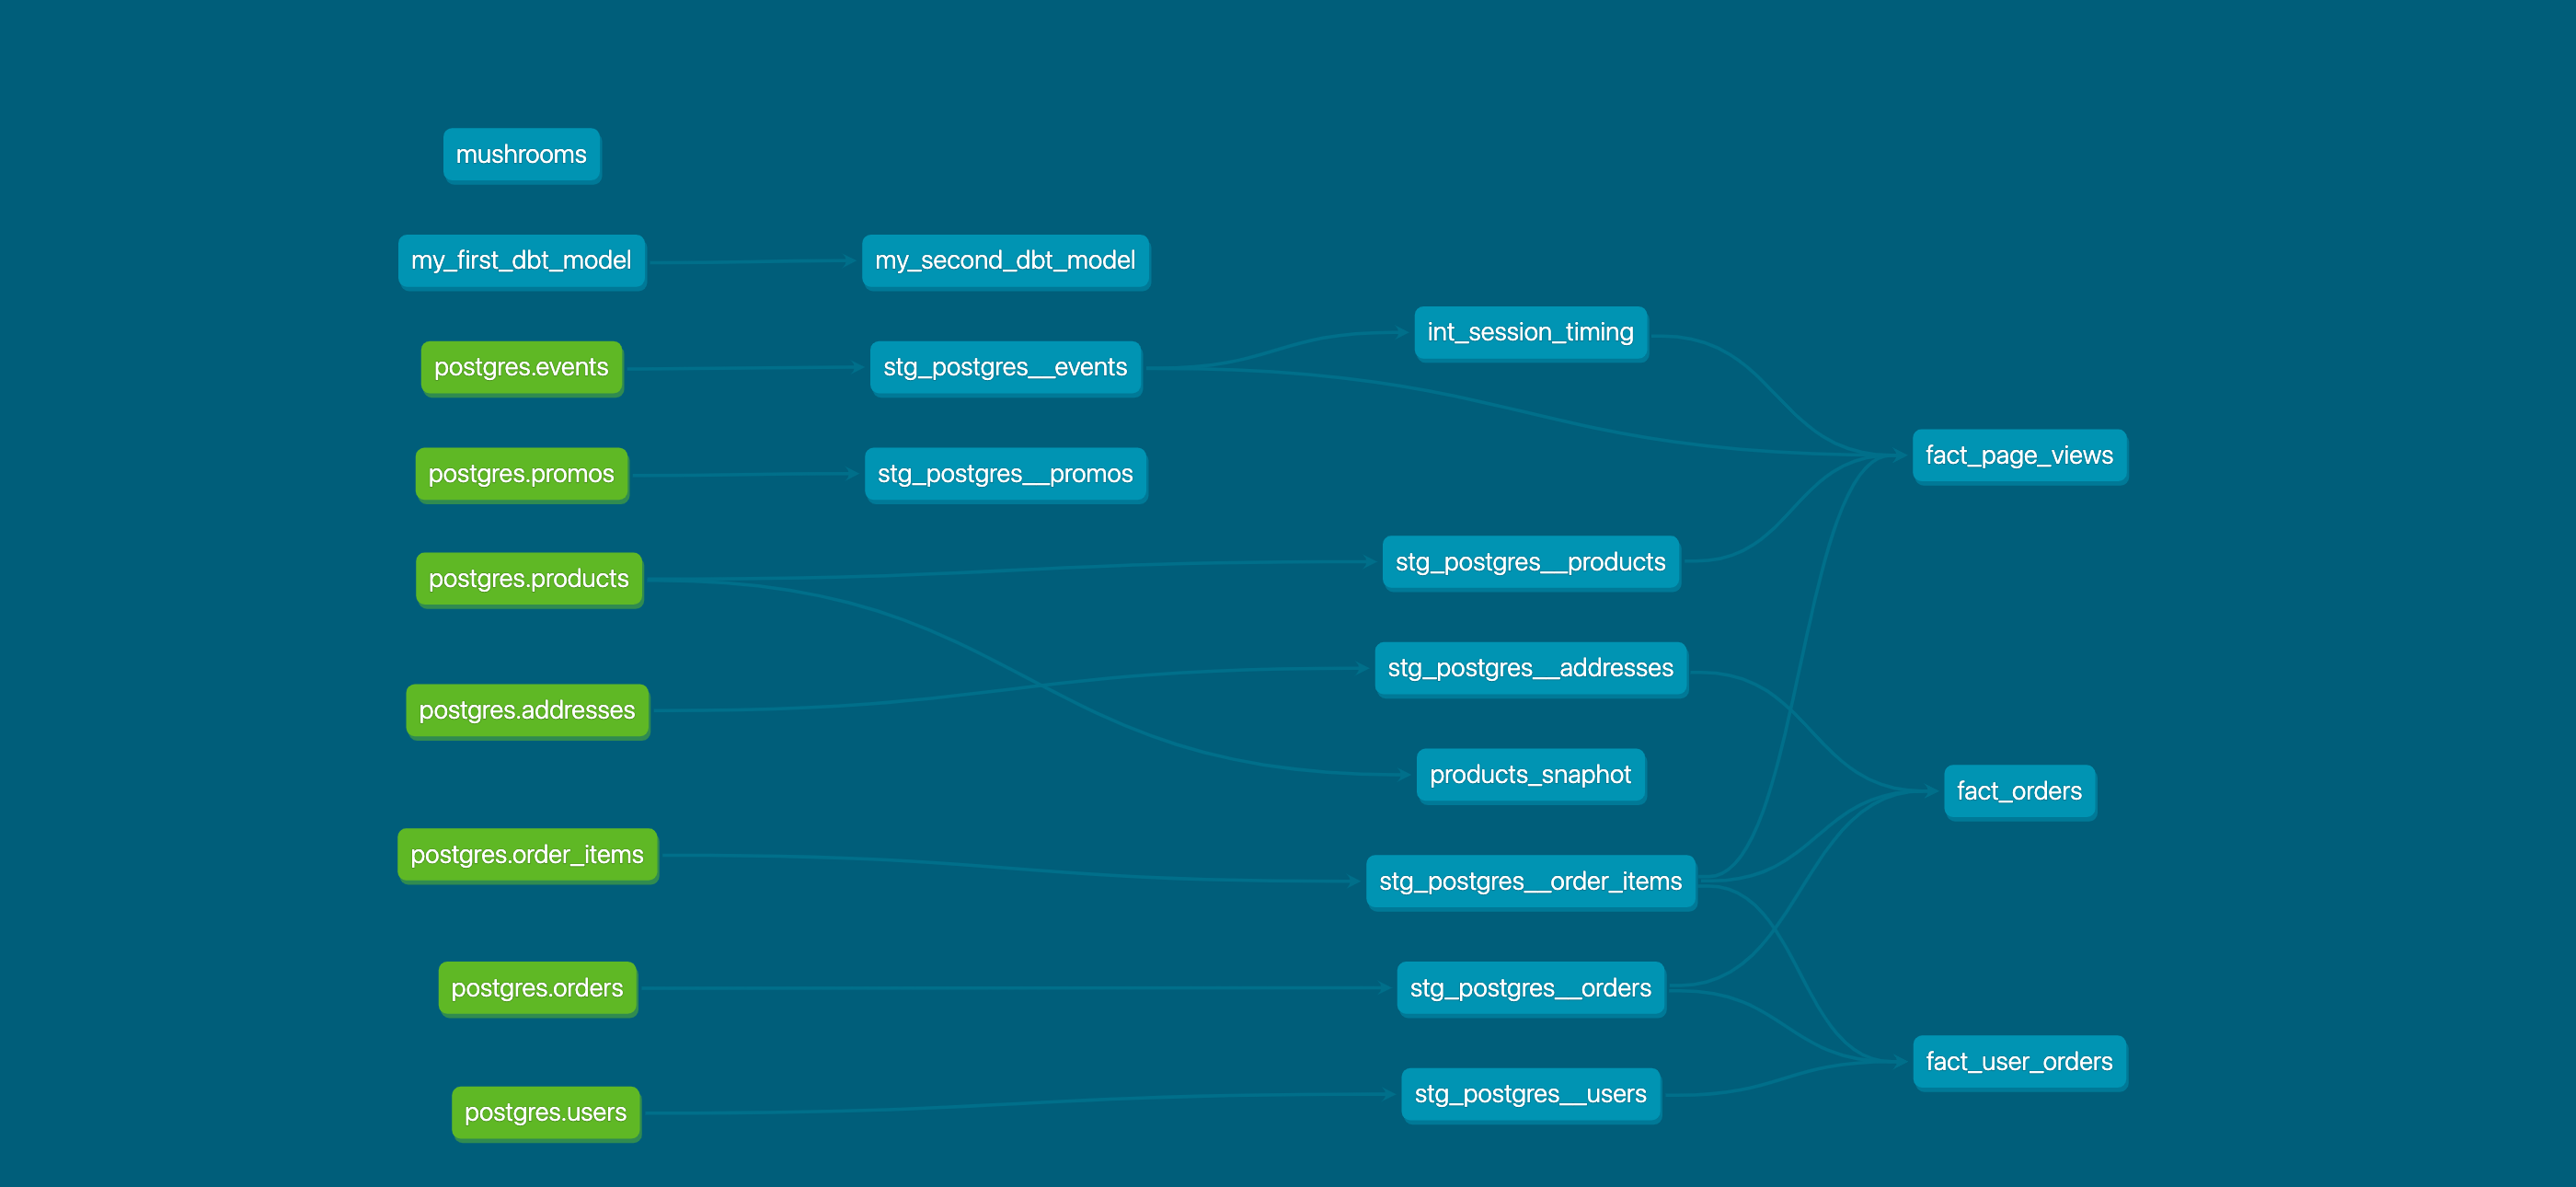 mushrooms
my_first_dbt_model
my_second_dbt_model
int_session_timing
postgres.events
stg_postgres__events
fact_page_views
postgres.promos
stg_postgres__promos
stg_postgres__products
postgres.products
stg_postgres__addresses
postgres.addresses
products_snaphot
fact_orders
postgres.order_items
stg_postgres__order_items
postgres.orders
stg_postgres__orders
fact_user_orders
stg_postgres__users
postgres.users